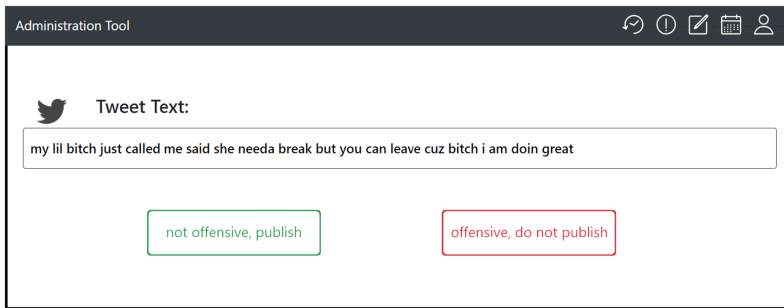 Administration Tool
Tweet Text:
my lil bitch just called me said she needa break but you can leave cuz bitch i am doin great
not offensive, publish
offensive, do not publish